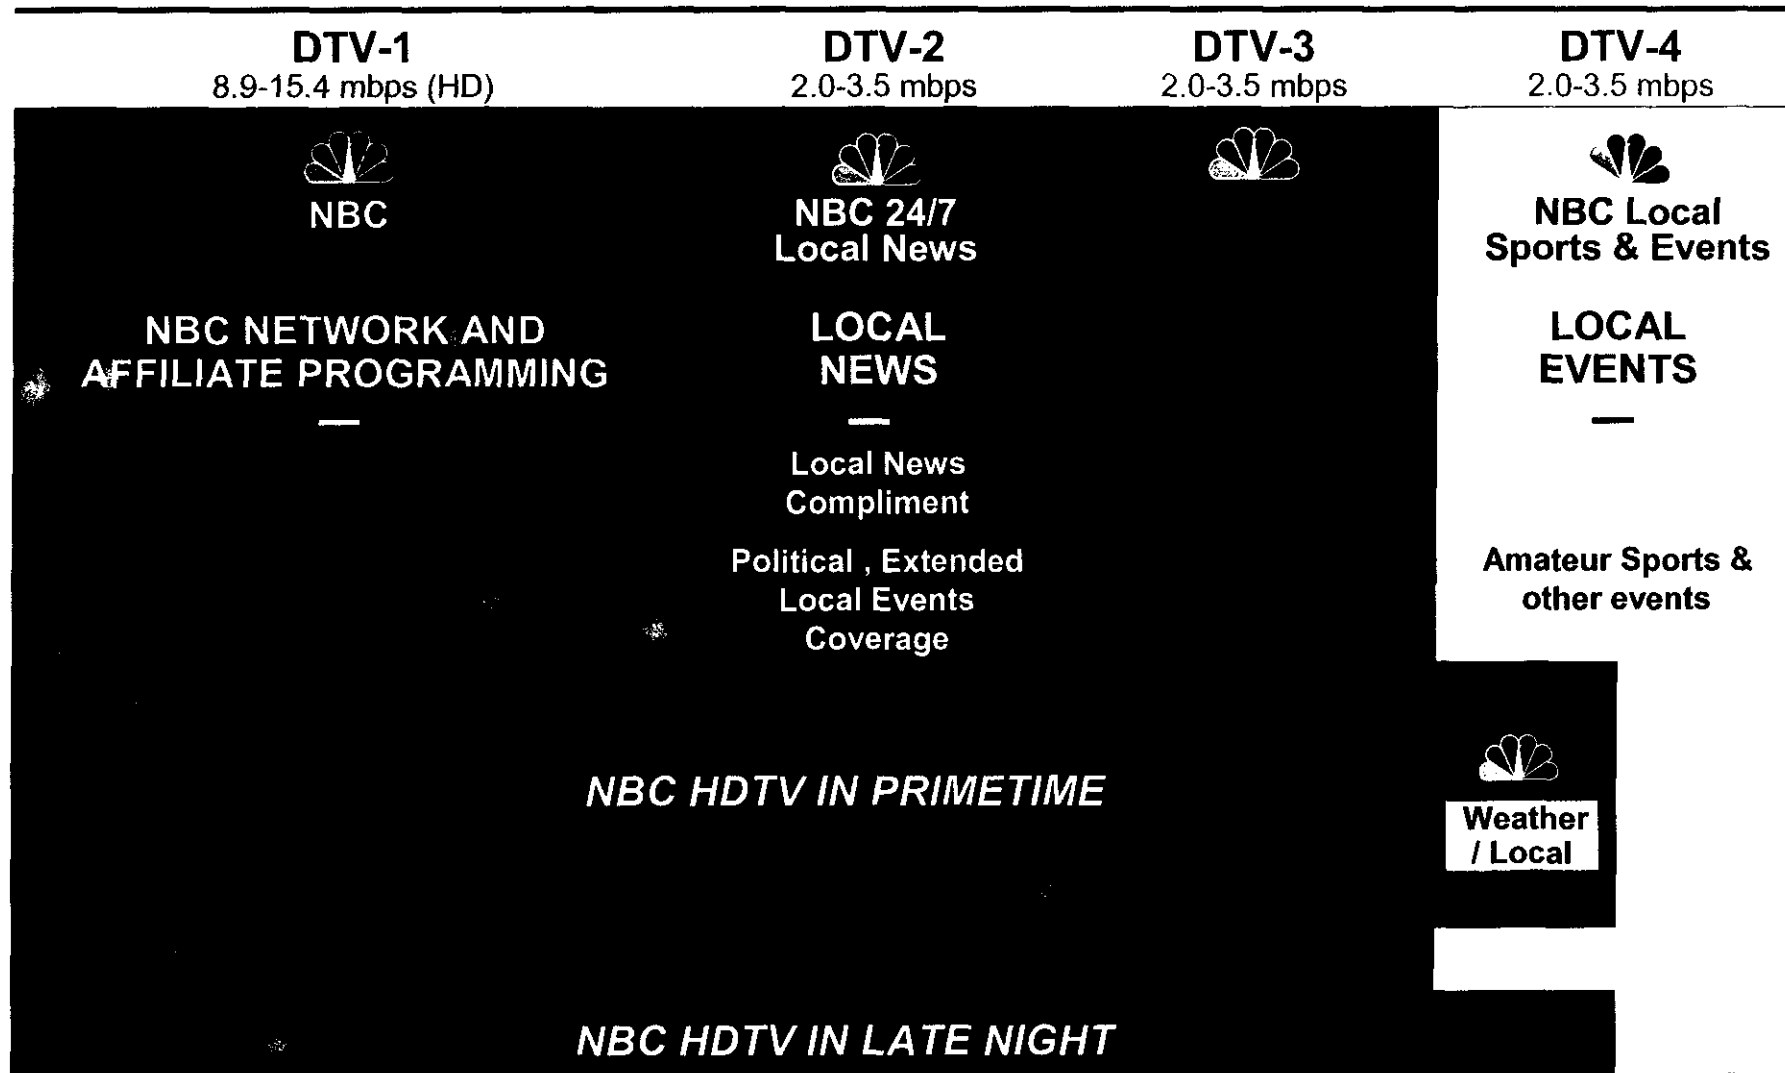 DTV-1
8.9-15.4 mbps (HD)
DTV-2
2.0-3.5 mbps
DTV-3
2.0-3.5 mbps
DTV-4
2.0-3.5 mbps
NBC
NBC NETWORK AND
AFFILIATE PROGRAMMING
NBC 24/7
Local News
LOCAL
NEWS
Local News
Compliment
Political , Extended
Local Events
Coverage
NBC Local
Sports & Events
LOCAL
EVENTS
Amateur Sports &
other events
NBC HDTV IN PRIMETIME
Weather
/ Local
NBC HDTV IN LATE NIGHT